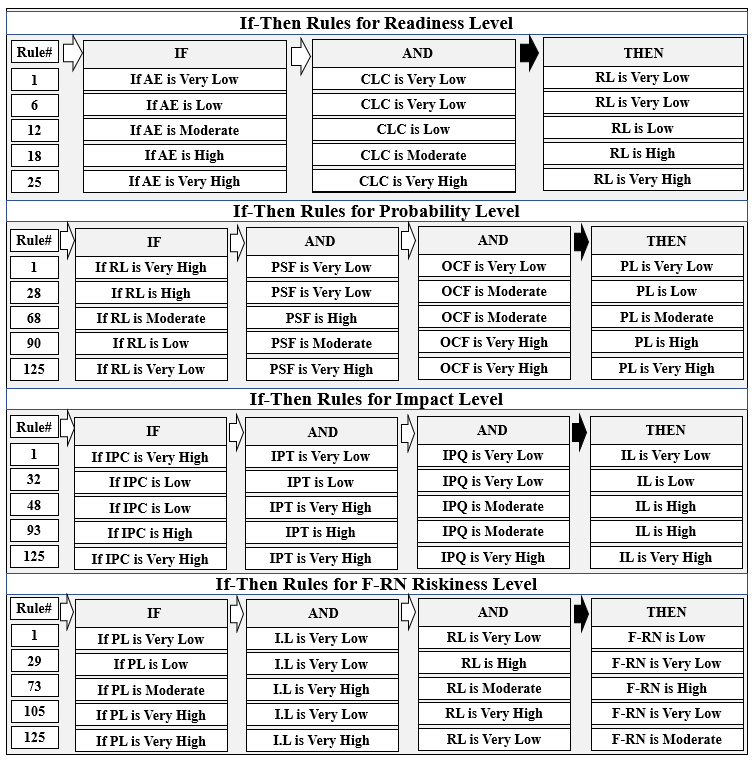 If-Then Rules for Readiness Level
Rule# IF AND THEN
1 If AE is Very Low CLC is Very Low RL is Very Low
6 If AE is Low CLC is Very Low RL is Very Low
12 If AE is Moderate CLC is Low RL is Low
18 If AE is High CLC is Moderate RL is High
25 If AE is Very High CLC is Very High RL is Very High
If-Then Rules for Probability Level
Rule# IF AND AND THEN
1 If RL is Very High PSF is Very Low OCF is Very Low PL is Very Low
28 If RL is High PSF is Very Low OCF is Moderate PL is Low
68 If RL is Moderate PSF is High OCF is Moderate PL is Moderate
90 If RL is Low PSF is Moderate OCF is Very High PL is High
125 If RL is Very Low PSF is Very High OCF is Very High PL is Very High
If-Then Rules for Impact Level
Rule# IF AND AND THEN
1 If IPC is Very High IPT is Very Low IPQ is Very Low IL is Very Low
32 If IPC is Low IPT is Low IPQ is Very Low IL is Low
48 If IPC is Low IPT is Very High IPQ is Moderate IL is High
93 If IPC is High IPT is High IPQ is Moderate IL is High
125 If IPC is Very High IPT is Very High IPQ is Very High IL is Very High
If-Then Rules for F-RN Riskiness Level
Rule# IF AND AND THEN
1 If PL is Very Low I.L is Very Low RL is Very Low F-RN is Low
29 If PL is Low I.L is Very Low RL is High F-RN is Very Low
73 If PL is Moderate I.L is Very High RL is Moderate F-RN is High
105 If PL is Very High I.L is Very Low RL is Very High F-RN is Very Low
125 If PL is Very High I.L is Very High RL is Very Low F-RN is Moderate